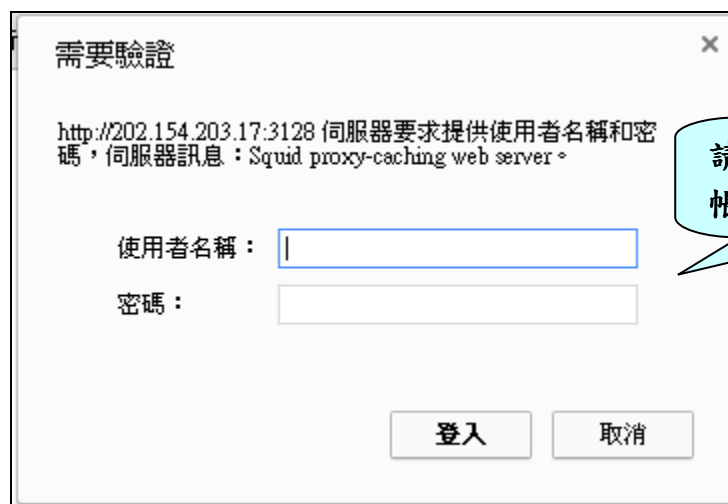 需要驗證
http://202.154.203.17:3128 伺服器要求提供使用者名稱和密
碼，伺服器訊息：Squid proxy-caching web server。
請
帳
使用者名稱：
密碼：
登入
取消